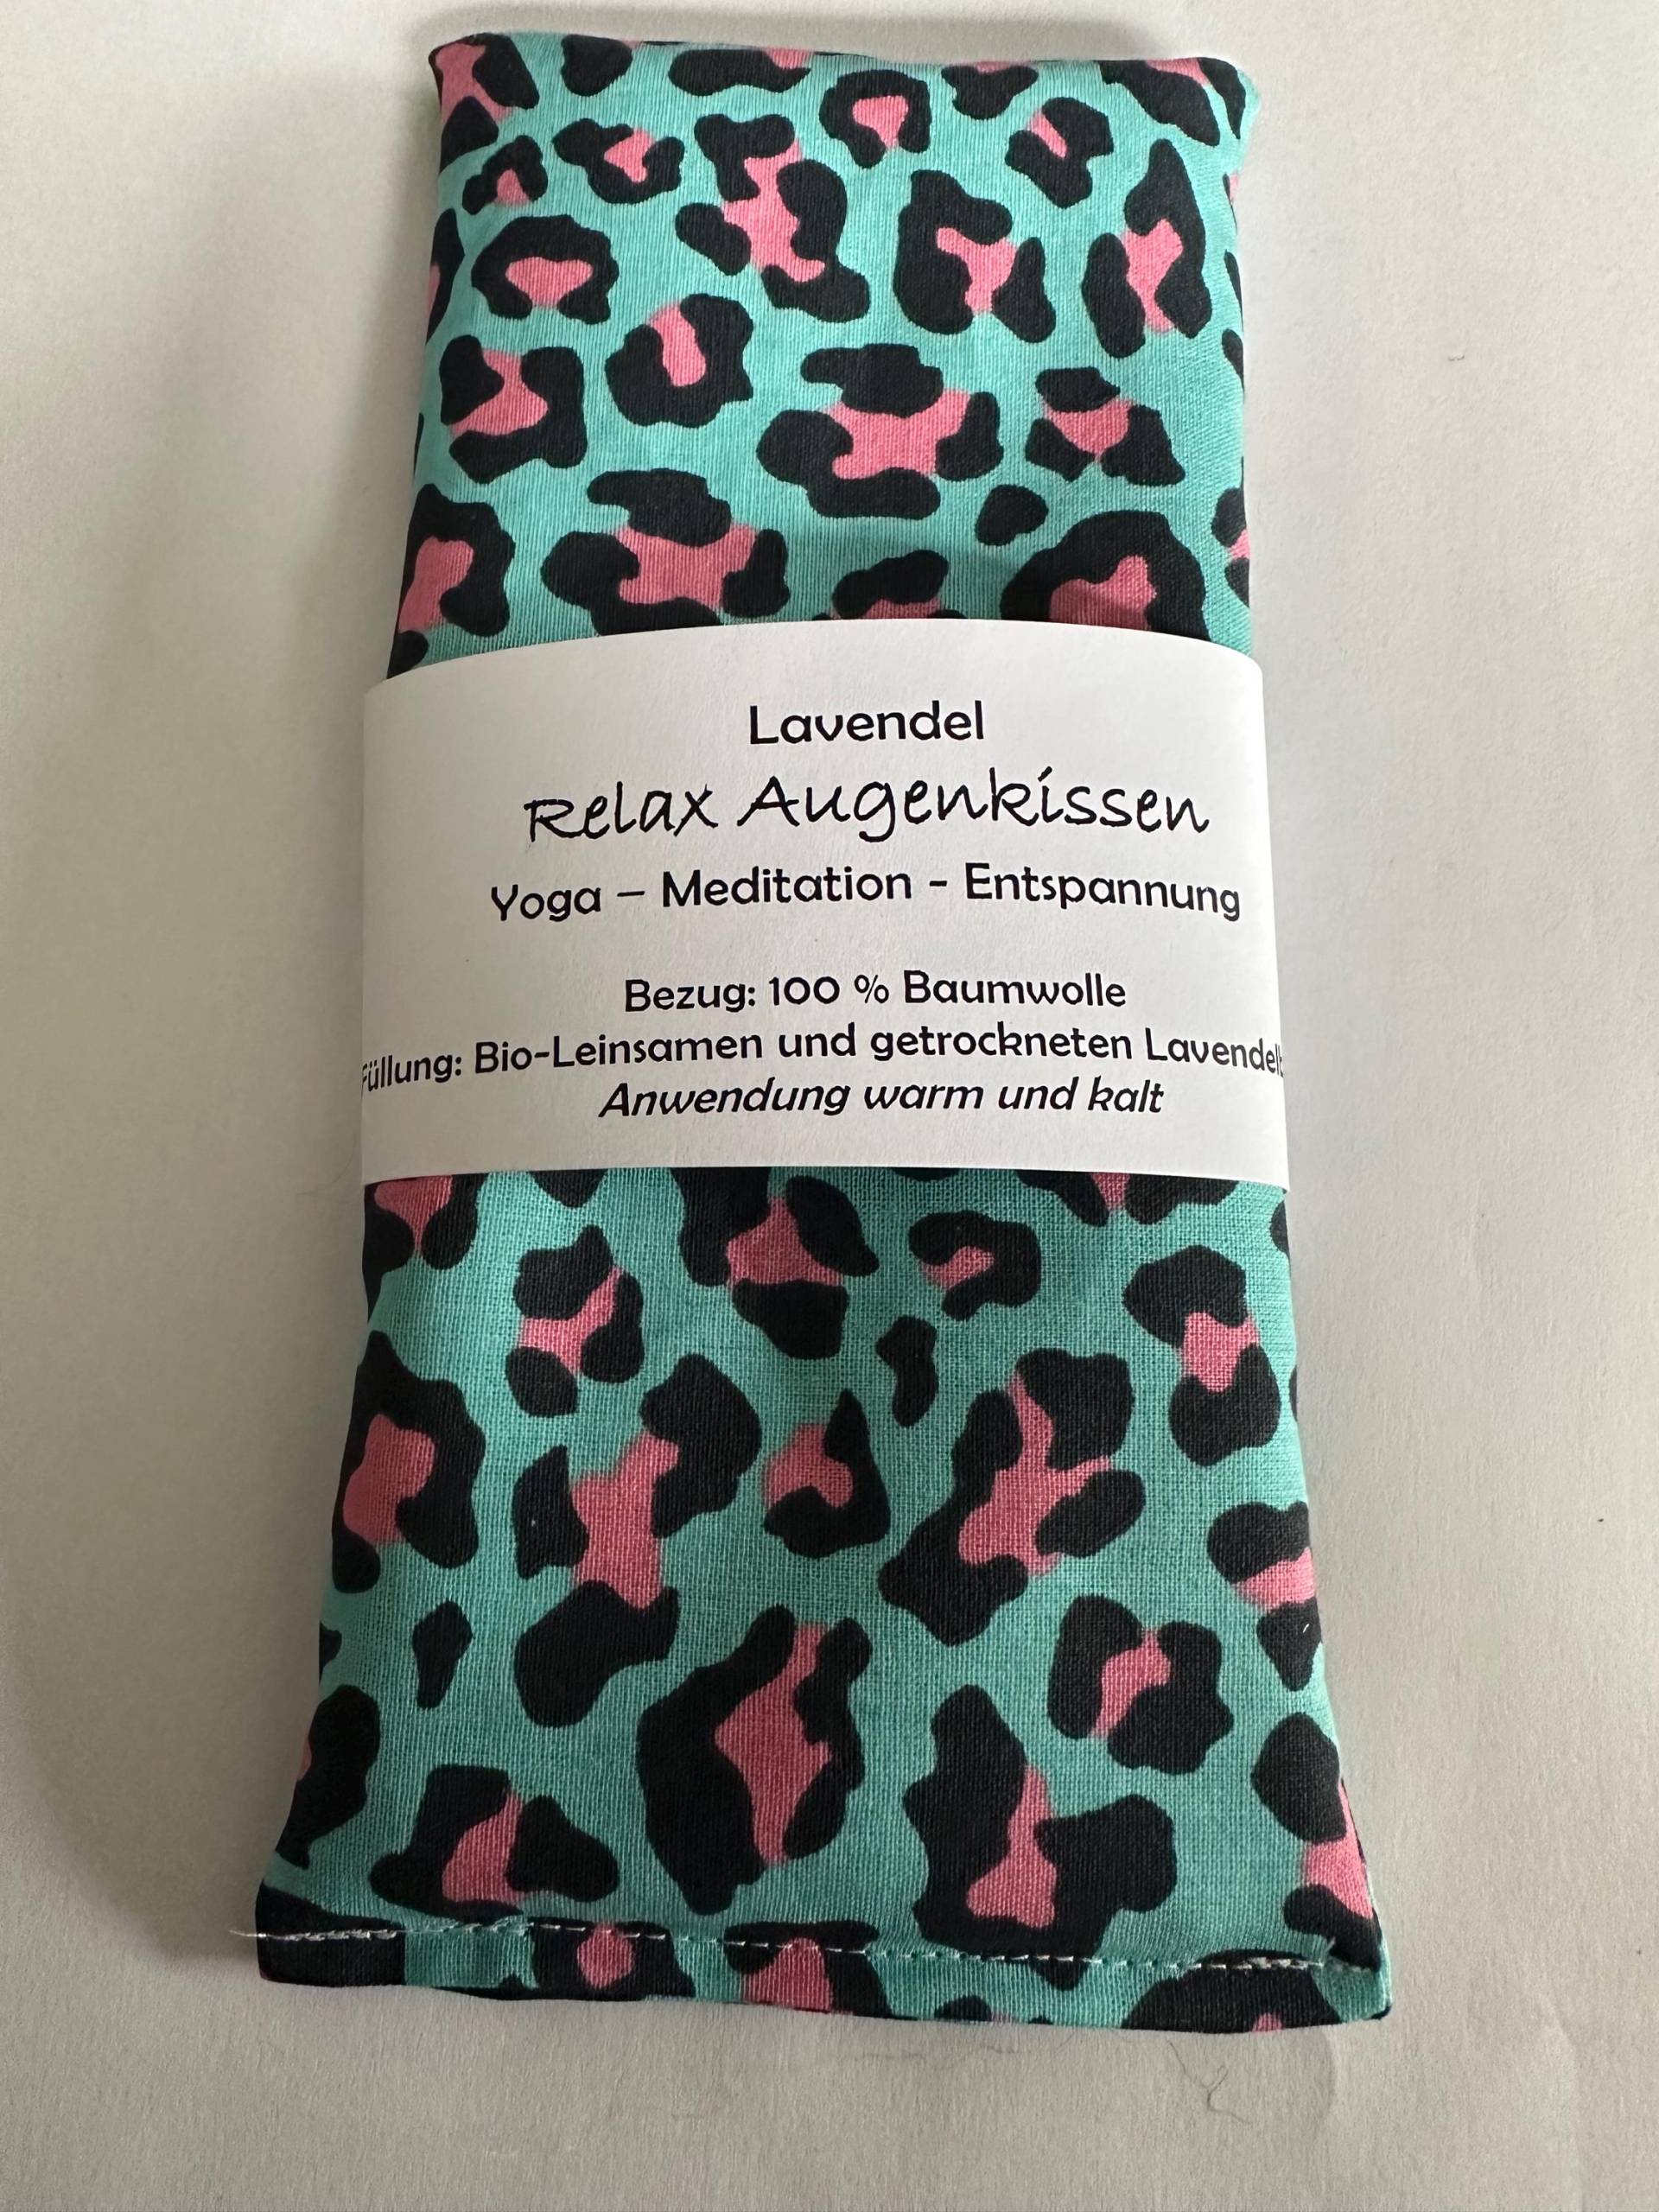 Lavendel
Relax Augenkissen
Yoga – Meditation - Entspannung
Bezug: 100 % Baumwolle
Füllung: Bio-Leinsamen und getrockneten Lavendel
Anwendung warm und kalt